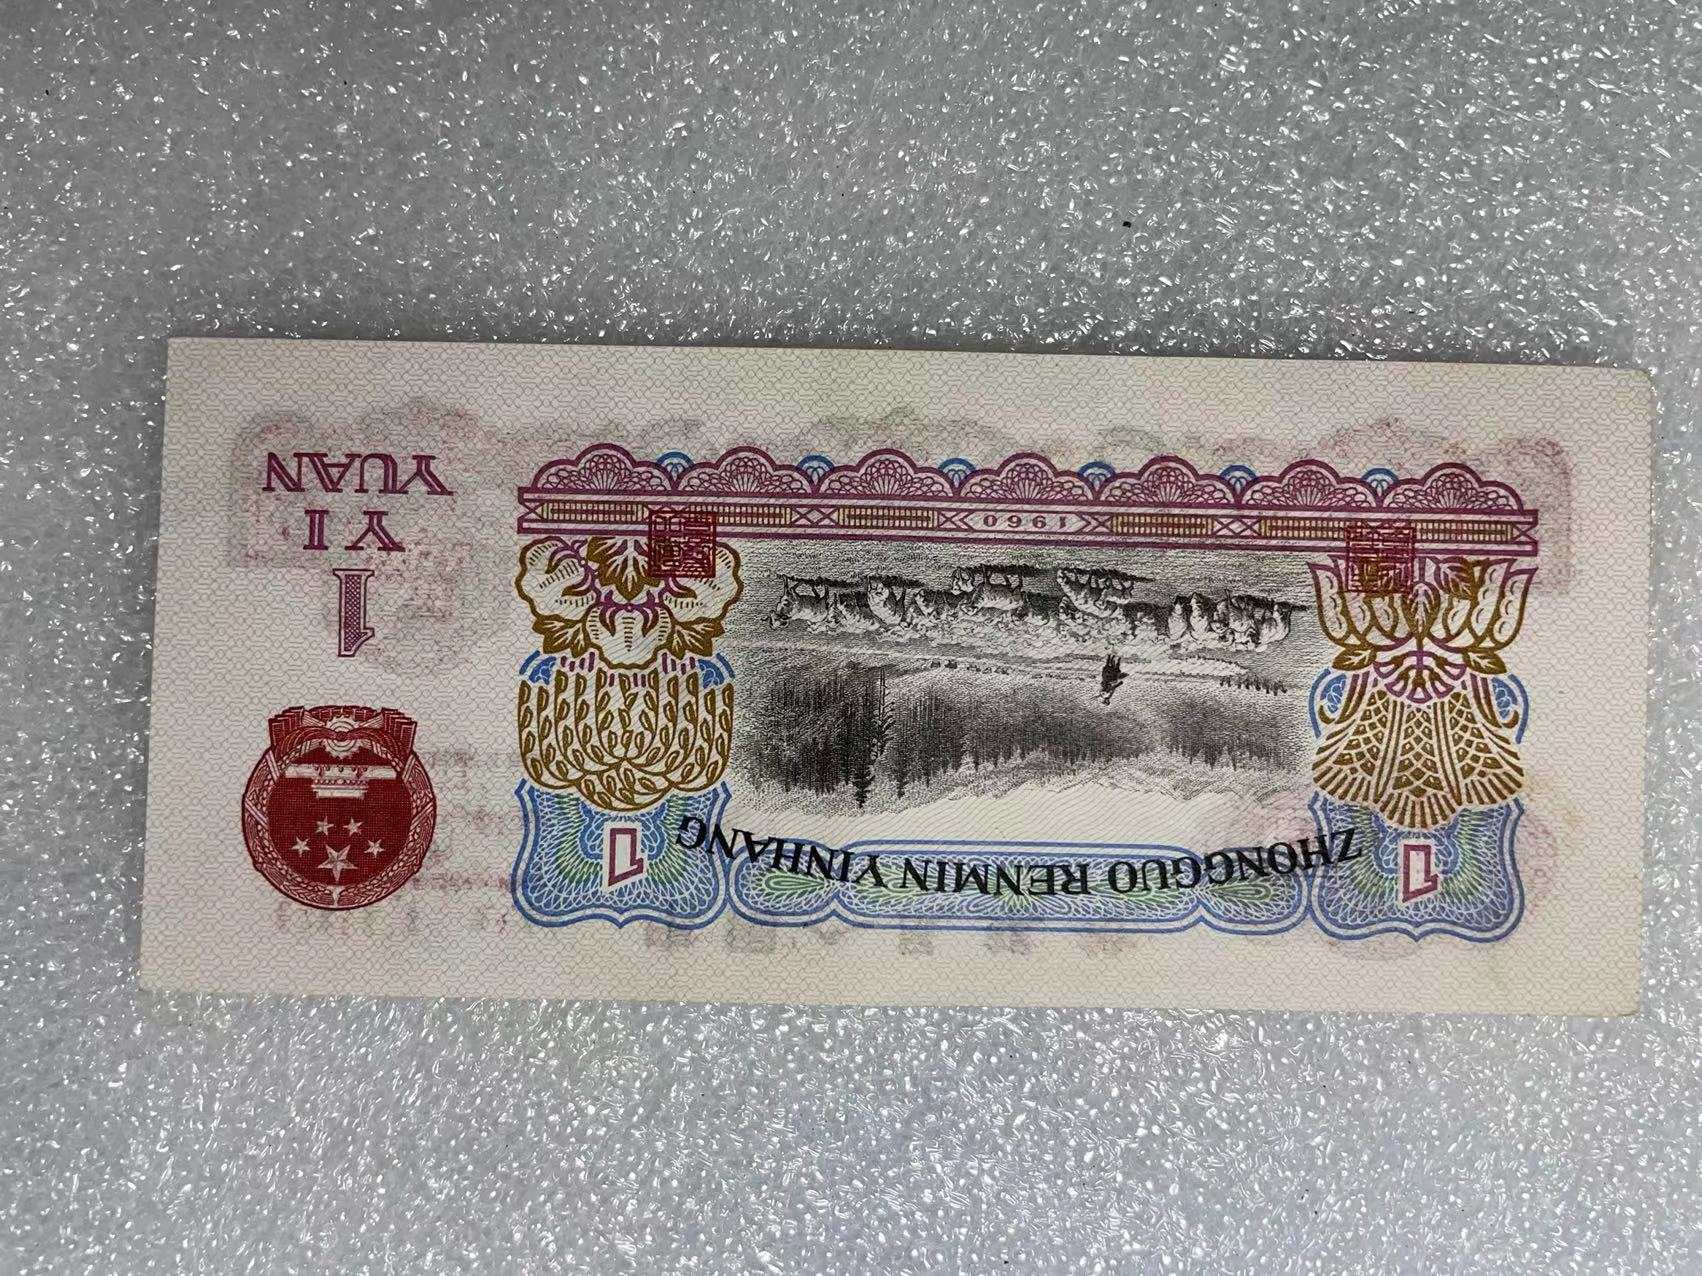 ZHONGGUO RENMIN YINHANG
1
1
1960
1
YI
YUAN